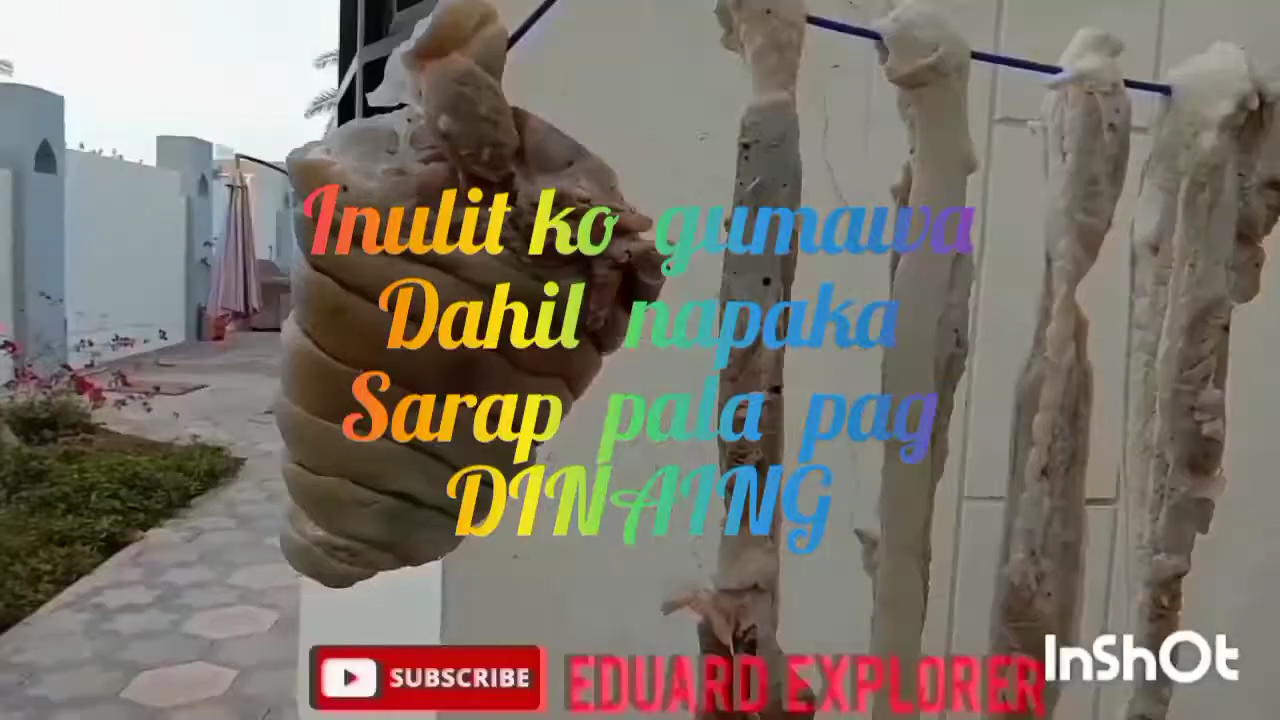 Inulit ko gumawa
Dahil napaka
Sarap pala pag
DINAING
SUBSCRIBE
EDUARD EXPLORER
InShOt